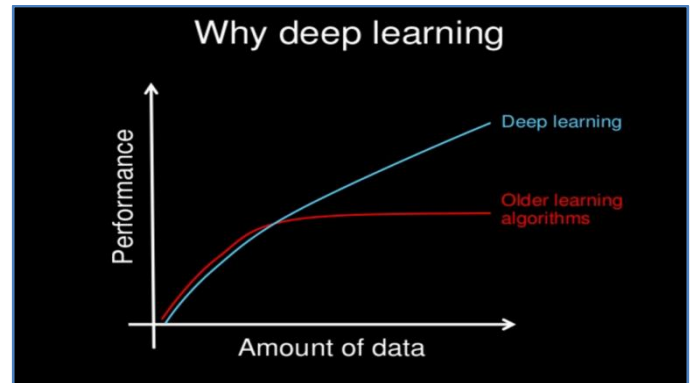 Why deep learning
Performance
Deep learning
Older learning
algorithms
Amount of data